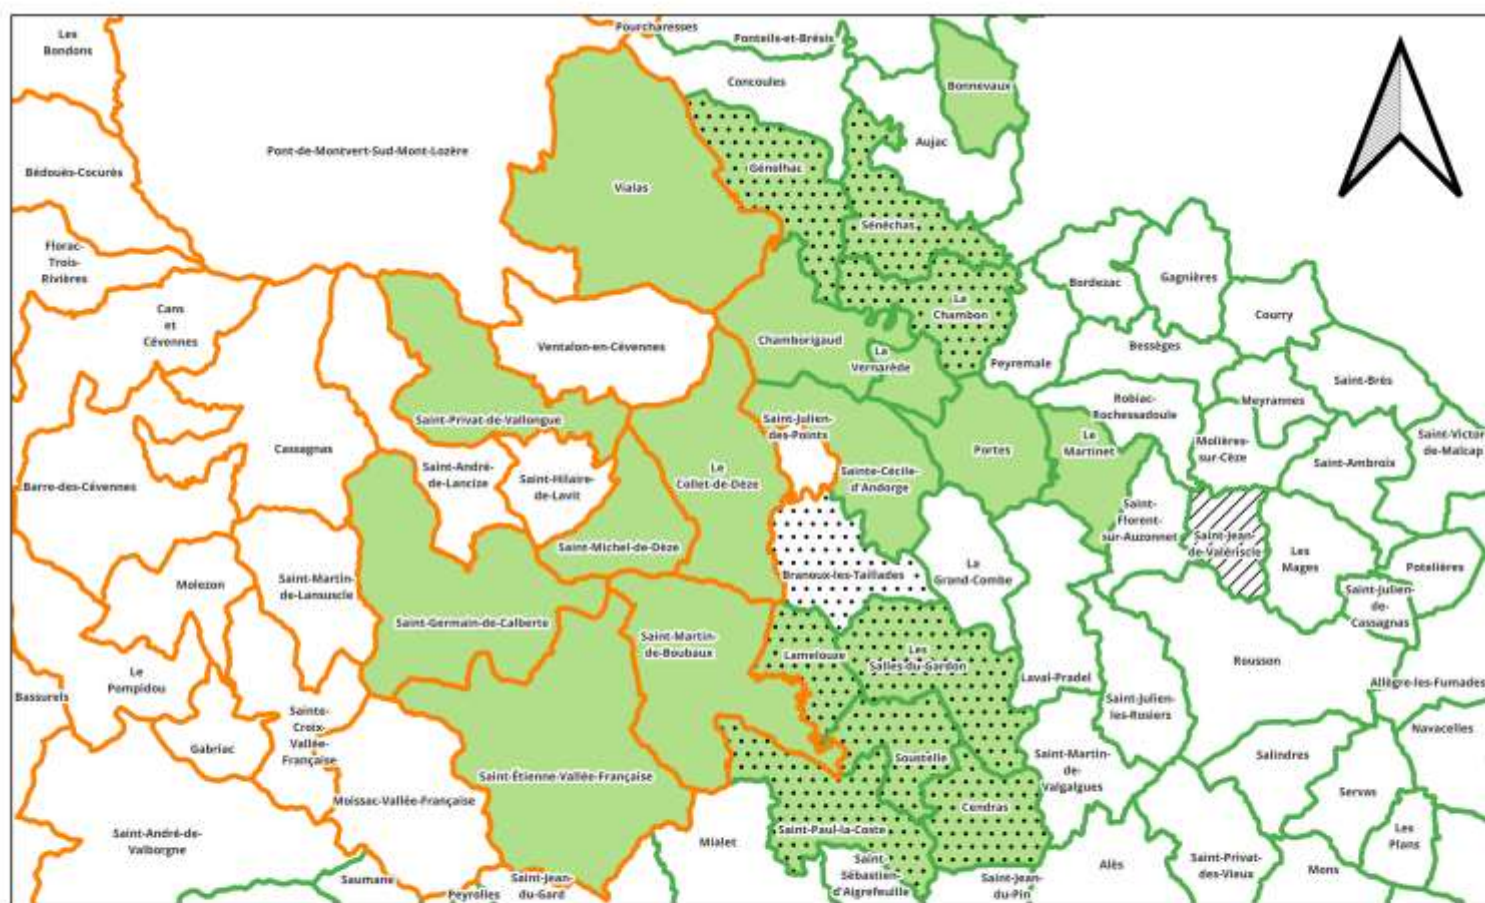 Les
Bondons
Pourcharesses
Ponteils-et-Brésis
Concoules
Bonnevaux
Aujac
Pont-de-Montvert-Sud-Mont-Lozère
Bédouès-Cocurès
Vialas
Génolhac
Sénéchas
Florac-
Trois-
Rivières
Bordezac
Gagnières
Cans
et
Cévennes
La
Chambon
Courry
Chamborigaud
Ventalon-en-Cévennes
La
Vernarède
Bessèges
Peyremale
Saint-Brès
Robiac-
Rochessadoule
Meyrannes
Saint-Privat-de-Vallongue
Saint-Julien-
des-Points
Le
Martinet
Molières-
sur-Cèze
Saint-Victor-
de-Malcap
Cassagnas
Portes
Saint-Ambroix
Saint-André-
de-Lancize
Saint-Hilaire-
de-Lavit
Le
Collet-de-Dèze
Sainte-Cécile-
d'Andorge
Barre-des-Cévennes
Saint-
Florent-
sur-Auzonnet
Saint-Jean-
de-Valériscle
Saint-Michel-de-Dèze
Les
Mages
Branoux-les-Taillades
La
Grand-Combe
Potelières
Molezon
Saint-Martin-
de-Lansuscle
Saint-Julien-
de-
Cassagnas
Saint-Germain-de-Calberte
Saint-Martin-
de-Boubaux
Lamelouze
Les
Salles-du-Gardon
Rousson
Le
Pompidou
Laval-Pradel
Allègre-les-Fumades
Bassurels
Saint-Julien-
les-Rosiers
Sainte-
Croix-
Vallée-
Française
Navacelles
Gabriac
Soustelle
Saint-Martin-
de-
Valgalgues
Salindres
Saint-Étienne-Vallée-Française
Moissac-Vallée-Française
Cendras
Servas
Saint-André-de-
Valborgne
Saint-Paul-la-Coste
Mialet
Les
Plans
Saint-
Sébastien-
d'Aigrefeuille
Alès
Saint-Privat-
des-Vieux
Mons
Saumane
Peyrolles
Saint-Jean-
du-Gard
Saint-Jean-
du-Pin